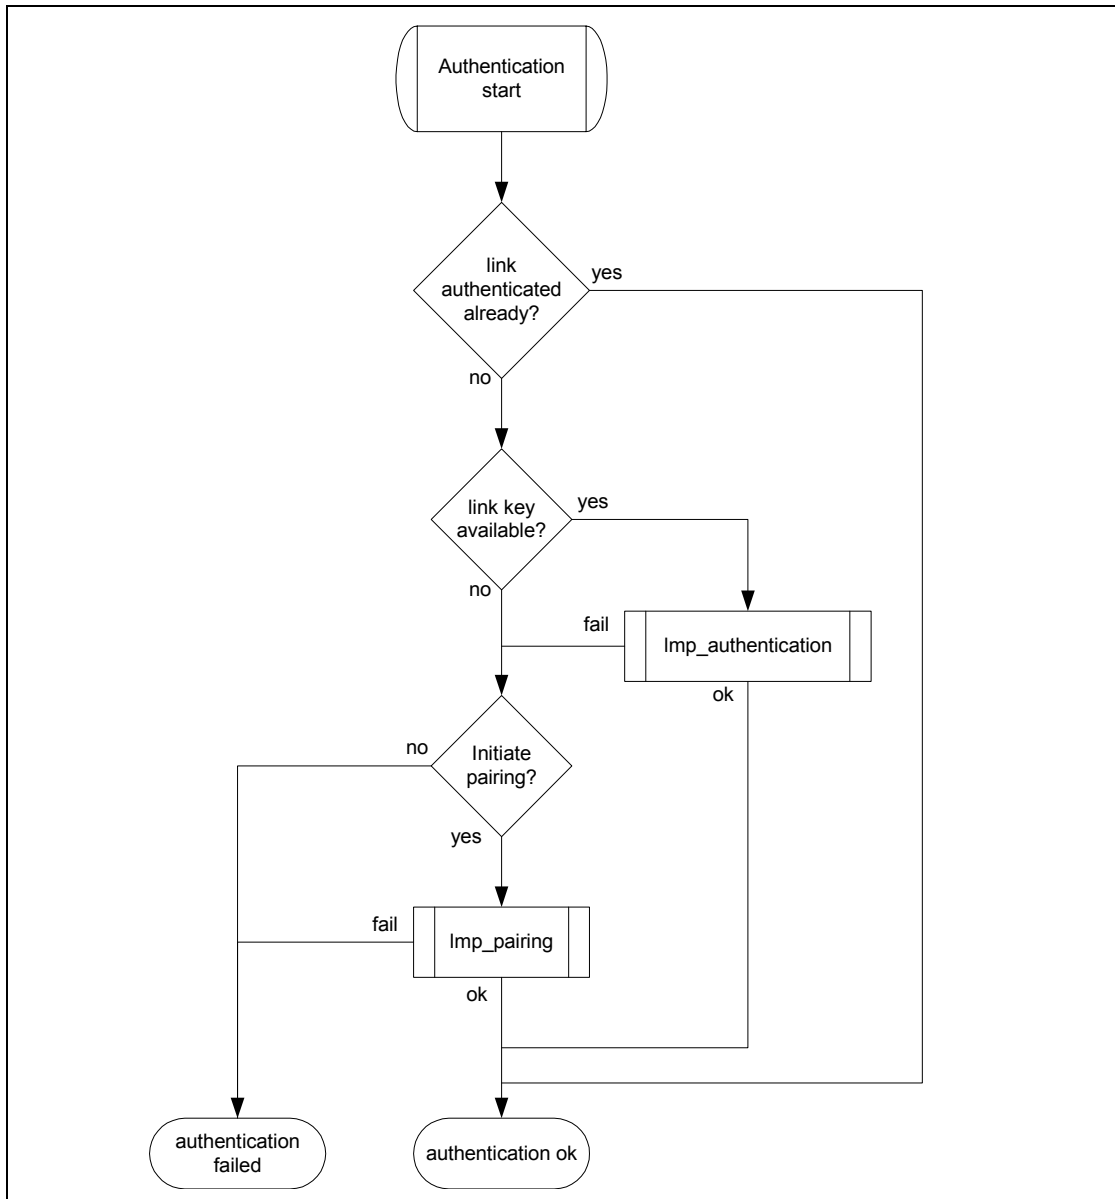 Authentication
start
link
authenticated
already?
yes
no
link key
available?
yes
no
fail
lmp_authentication
ok
no
Initiate
pairing?
yes
fail
lmp_pairing
ok
authentication
failed
authentication ok